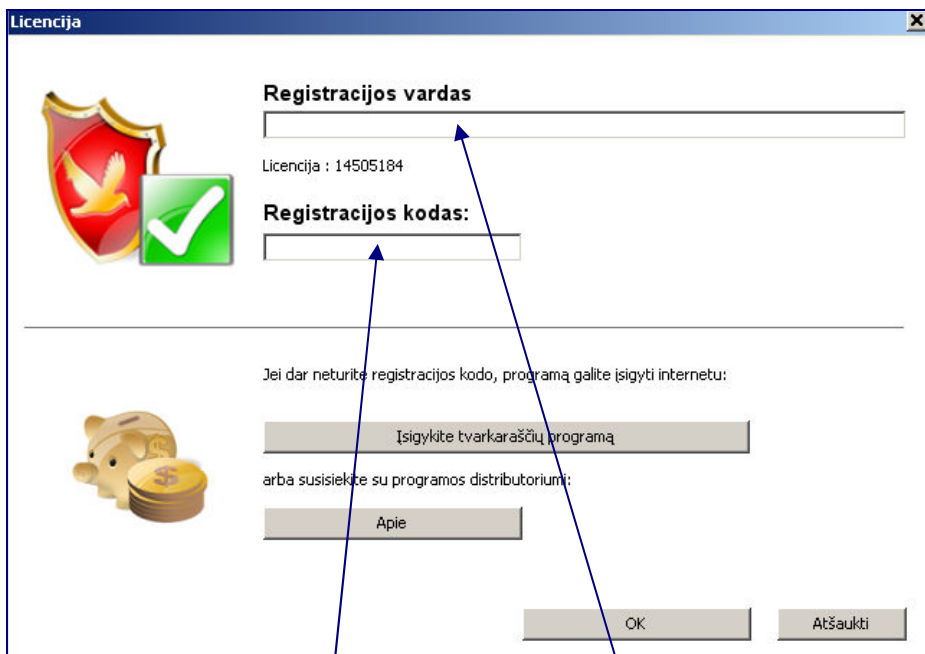 Licencija
Registracijos vardas
Licencija : 14505184
Registracijos kodas:
Jei dar neturite registracijos kodo, programą galite įsigyti internetu:
Įsigykite tvarkaraščių programą
arba susisiekite su programos distributoriumi:
Apie
OK
Atšaukti